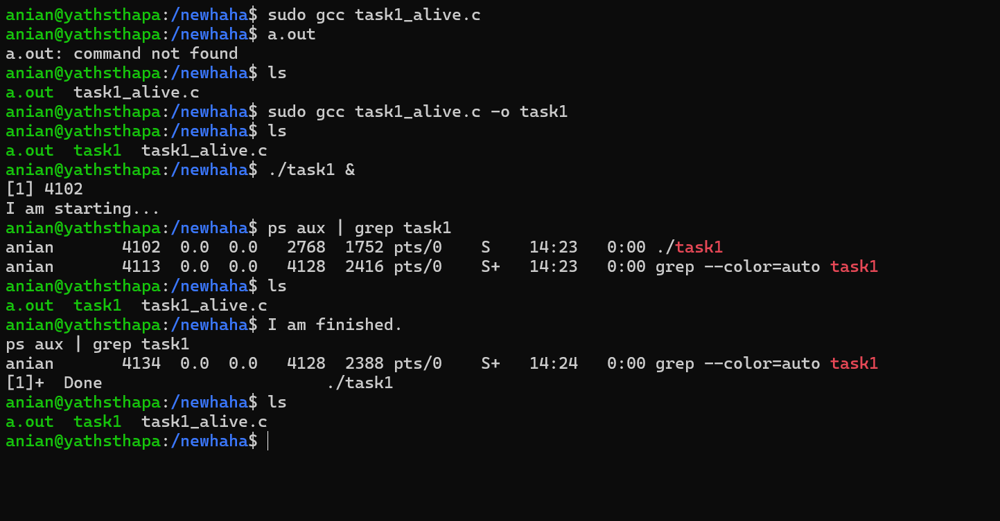 anian@yathsthapa:/newhaha$ sudo gcc task1_alive.c
anian@yathsthapa:/newhaha$ a.out
a.out: command not found
anian@yathsthapa:/newhaha$ ls
a.out  task1_alive.c
anian@yathsthapa:/newhaha$ sudo gcc task1_alive.c -o task1
anian@yathsthapa:/newhaha$ ls
a.out  task1  task1_alive.c
anian@yathsthapa:/newhaha$ ./task1 &
[1] 4102
I am starting...
anian@yathsthapa:/newhaha$ ps aux | grep task1
anian       4102  0.0  0.0   2768  1752 pts/0    S    14:23   0:00 ./task1
anian       4113  0.0  0.0   4128  2416 pts/0    S+   14:23   0:00 grep --color=auto task1
anian@yathsthapa:/newhaha$ ls
a.out  task1  task1_alive.c
anian@yathsthapa:/newhaha$ I am finished.
ps aux | grep task1
anian       4134  0.0  0.0   4128  2388 pts/0    S+   14:24   0:00 grep --color=auto task1
[1]+  Done                       ./task1
anian@yathsthapa:/newhaha$ ls
a.out  task1  task1_alive.c
anian@yathsthapa:/newhaha$